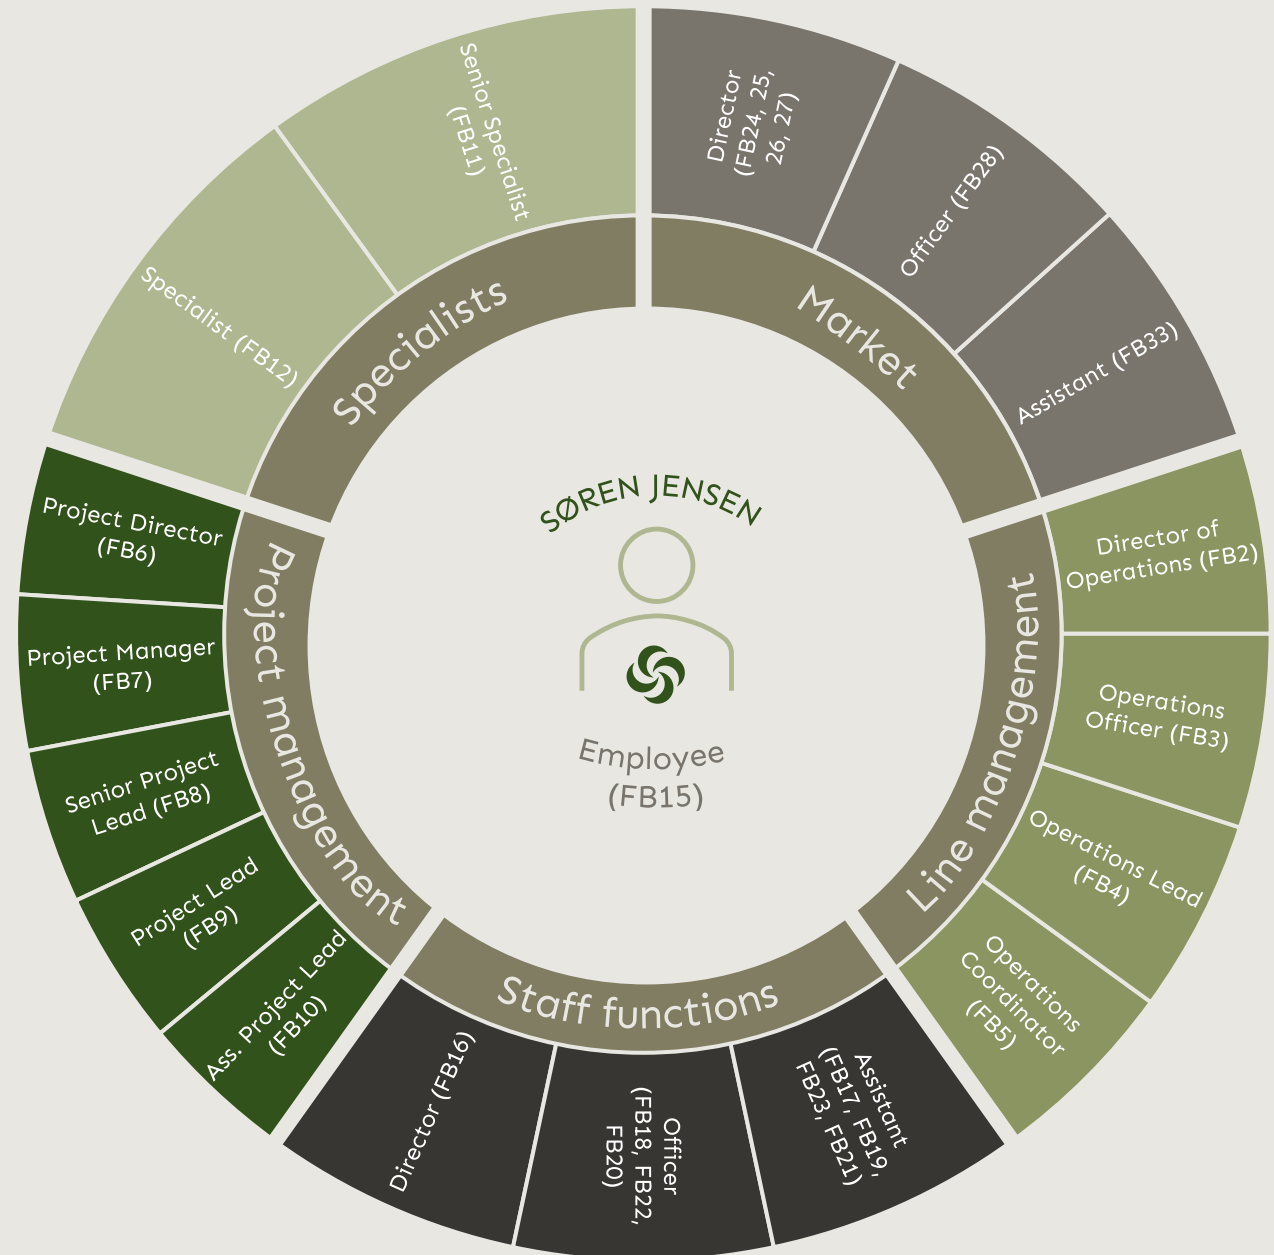 SØREN JENSEN
Employee
(FB15)
Specialists
Senior Specialist
(FB11)
Specialist (FB12)
Market
Director
(FB24, 25,
26, 27)
Officer (FB28)
Assistant (FB33)
Line management
Director of
Operations (FB2)
Operations
Officer (FB3)
Operations Lead
(FB4)
Operations
Coordinator
(FB5)
Staff functions
Assistant
(FB17, FB19,
FB23, FB21)
Officer
(FB18, FB22,
FB20)
Director (FB16)
Project management
Ass. Project Lead
(FB10)
Project Lead
(FB9)
Senior Project
Lead (FB8)
Project Manager
(FB7)
Project Director
(FB6)